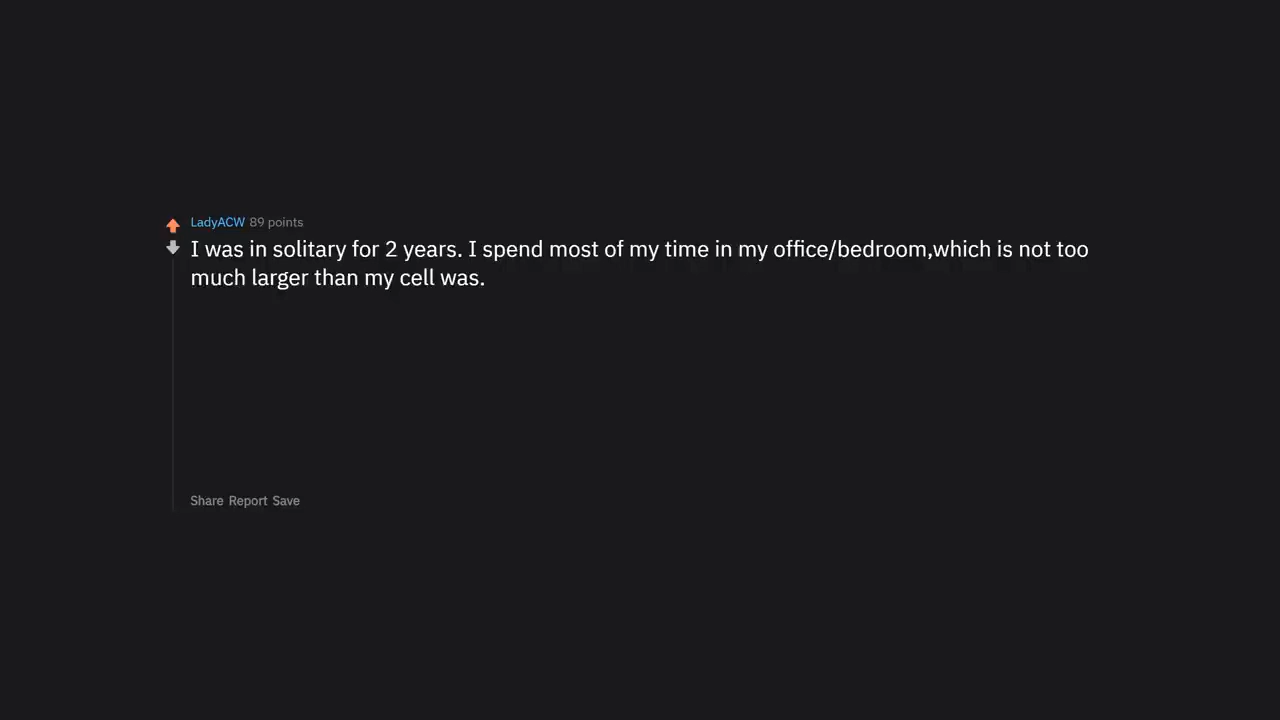 LadyACW 89 points
I was in solitary for 2 years. I spend most of my time in my office/bedroom,which is not too
much larger than my cell was.
Share Report Save